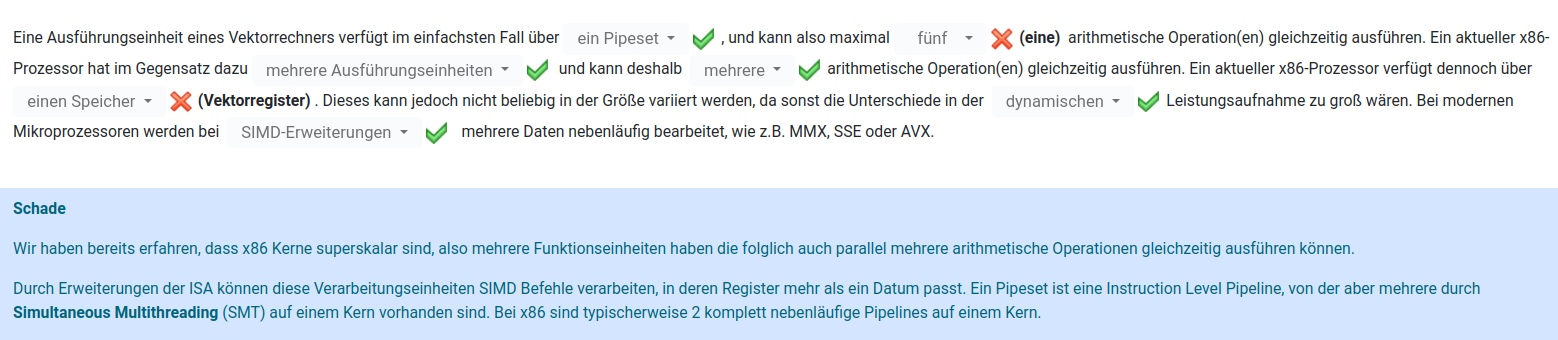 Eine Ausführungseinheit eines Vektorrechners verfügt im einfachsten Fall über ein Pipeset , und kann also maximal fünf (eine) arithmetische Operation(en) gleichzeitig ausführen. Ein aktueller x86-
Prozessor hat im Gegensatz dazu mehrere Ausführungseinheiten und kann deshalb mehrere arithmetische Operation(en) gleichzeitig ausführen. Ein aktueller x86-Prozessor verfügt dennoch über
einen Speicher (Vektorregister) . Dieses kann jedoch nicht beliebig in der Größe variiert werden, da sonst die Unterschiede in der dynamischen Leistungsaufnahme zu groß wären. Bei modernen
Mikroprozessoren werden bei SIMD-Erweiterungen mehrere Daten nebenläufig bearbeitet, wie z.B. MMX, SSE oder AVX.
Schade
Wir haben bereits erfahren, dass x86 Kerne superskalar sind, also mehrere Funktionseinheiten haben die folglich auch parallel mehrere arithmetische Operationen gleichzeitig ausführen können.
Durch Erweiterungen der ISA können diese Verarbeitungseinheiten SIMD Befehle verarbeiten, in deren Register mehr als ein Datum passt. Ein Pipeset ist eine Instruction Level Pipeline, von der aber mehrere durch
Simultaneous Multithreading (SMT) auf einem Kern vorhanden sind. Bei x86 sind typischerweise 2 komplett nebenläufige Pipelines auf einem Kern.